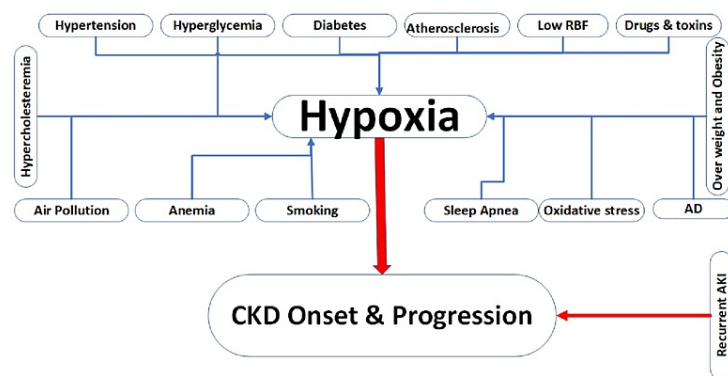 Hypertension
Hyperglycemia
Diabetes
Atherosclerosis
Low RBF
Drugs & toxins
Hypercholesteremia
Over weight and Obesity
Hypoxia
Air Pollution
Anemia
Smoking
Sleep Apnea
Oxidative stress
AD
CKD Onset & Progression
Recurrent AKI